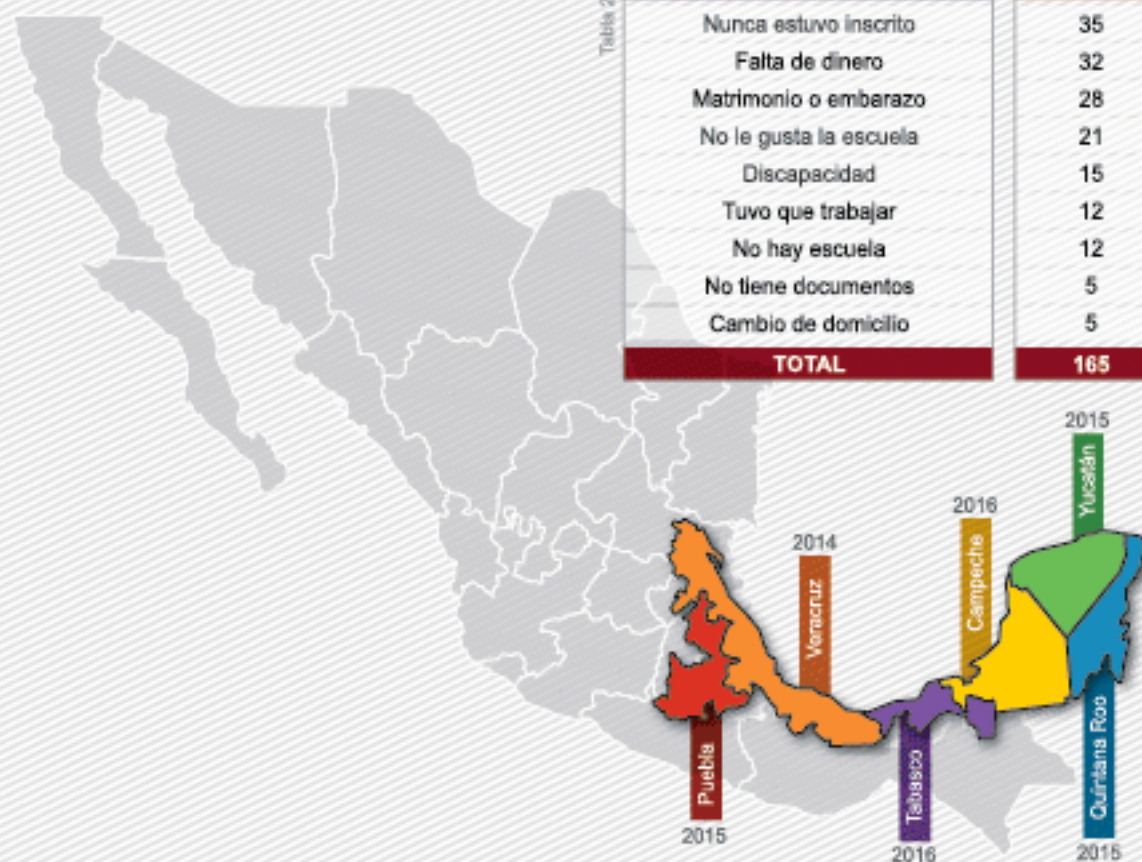 Tabla 2
Nunca estuvo inscrito 35
Falta de dinero 32
Matrimonio o embarazo 28
No le gusta la escuela 21
Discapacidad 15
Tuvo que trabajar 12
No hay escuela 12
No tiene documentos 5
Cambio de domicilio 5
TOTAL 165
2015
Yucatán
2016
Campeche
2014
Veracruz
Puebla
2015
Tabasco
2016
Quintana Roo
2015